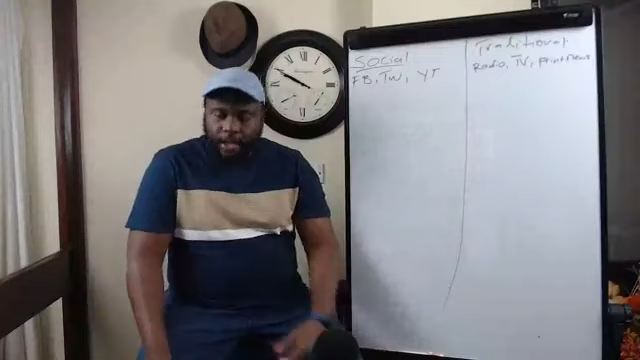 Social
FB, TW, YT
Traditional
Radio, TV, print News